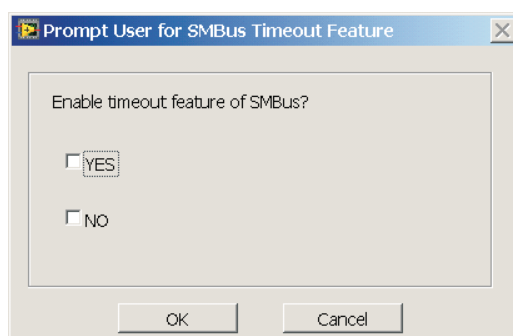 Prompt User for SMBus Timeout Feature
Enable timeout feature of SMBus?
YES
NO
OK Cancel